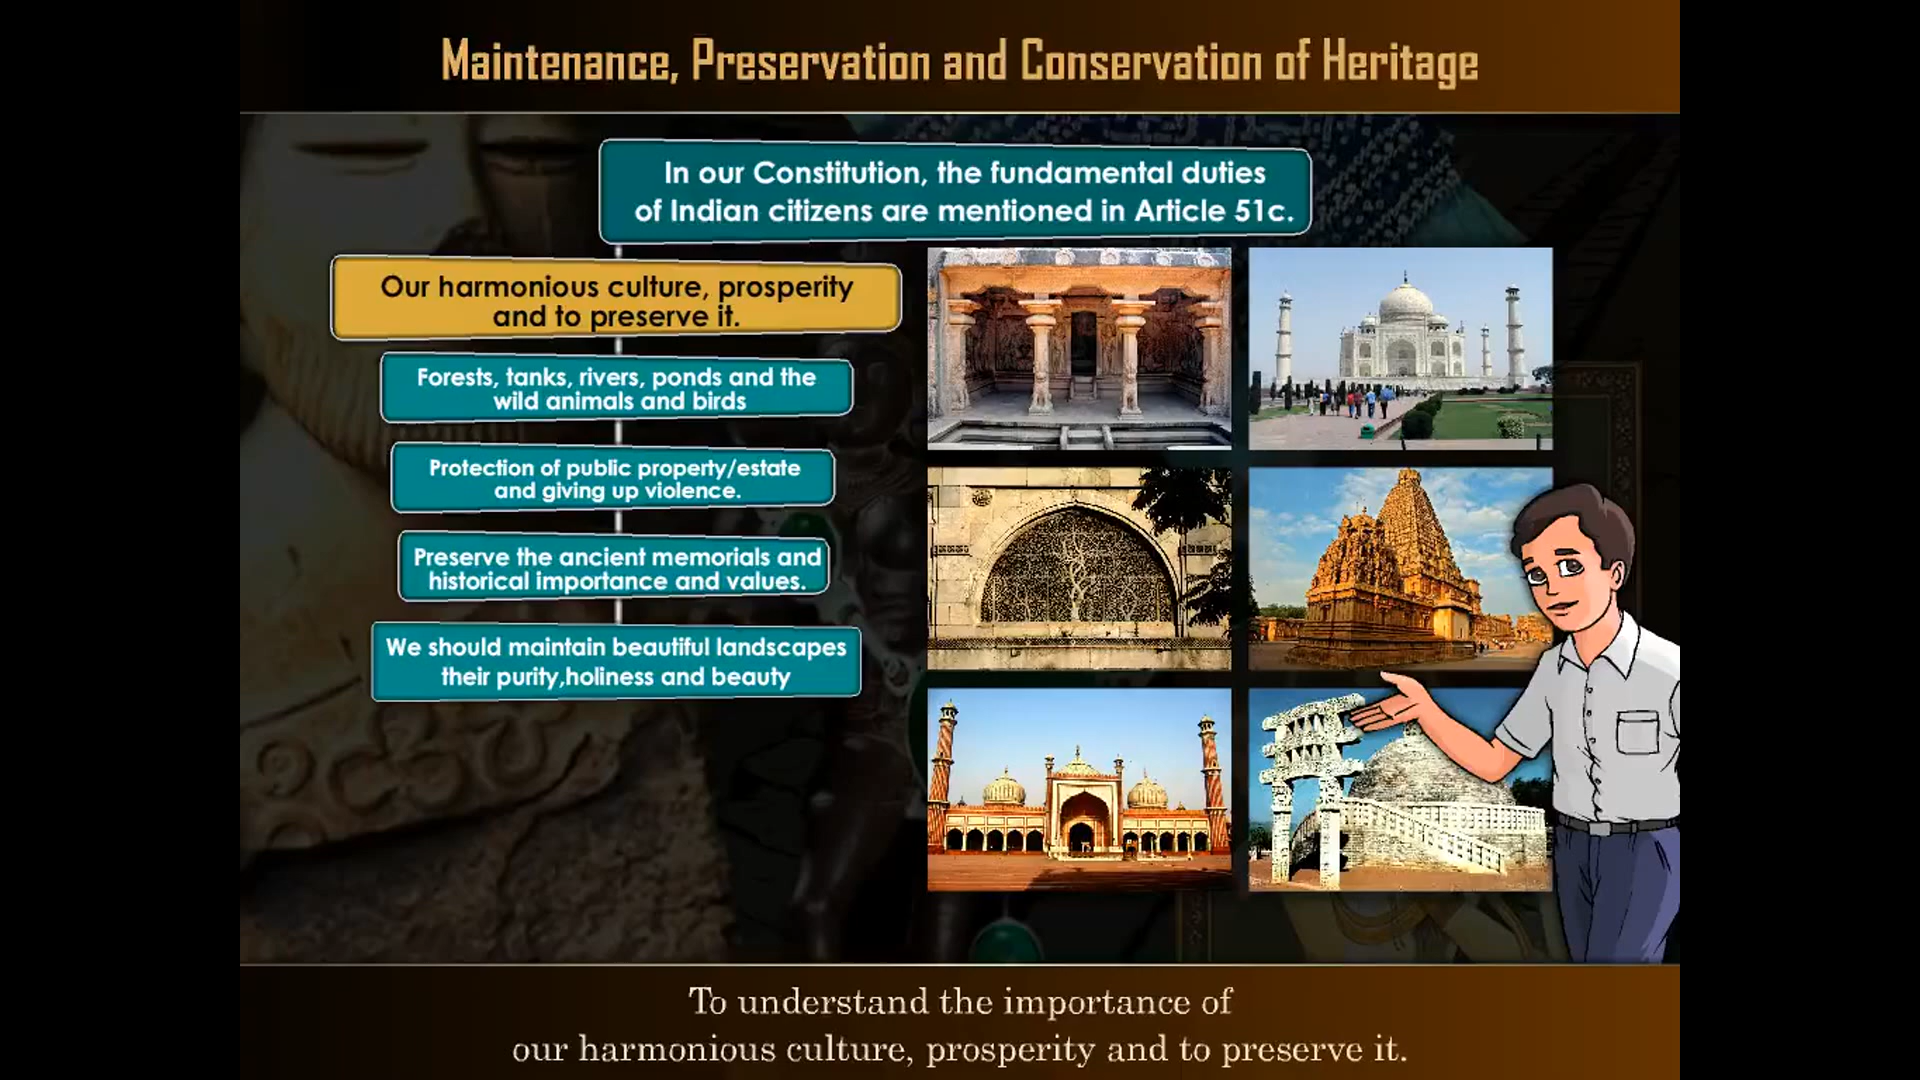 Maintenance, Preservation and Conservation of Heritage
In our Constitution, the fundamental duties
of Indian citizens are mentioned in Article 51c.
Our harmonious culture, prosperity
and to preserve it.
Forests, tanks, rivers, ponds and the
wild animals and birds
Protection of public property/estate
and giving up violence.
Preserve the ancient memorials and
historical importance and values.
We should maintain beautiful landscapes
their purity,holiness and beauty
To understand the importance of
our harmonious culture, prosperity and to preserve it.